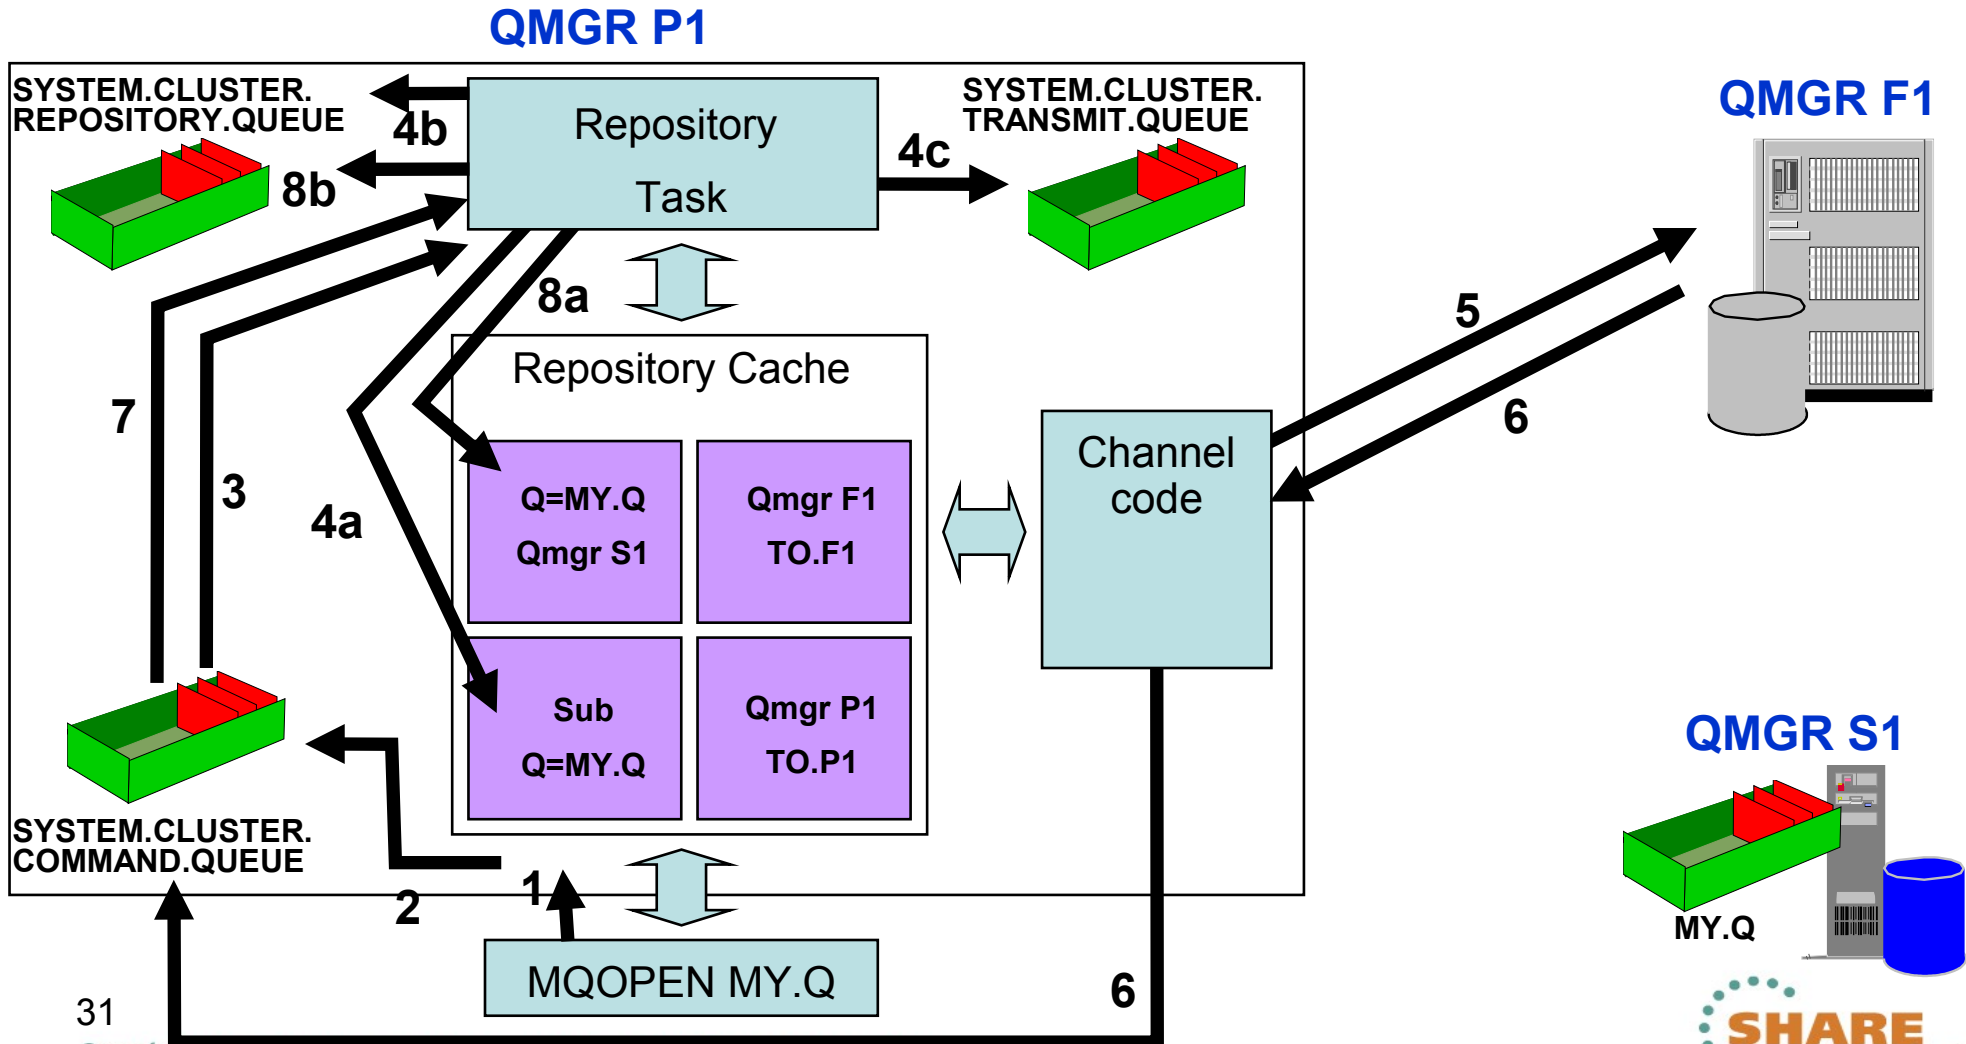 QMGR P1
SYSTEM.CLUSTER.
REPOSITORY.QUEUE
4b
8b
Repository
Task
4c
SYSTEM.CLUSTER.
TRANSMIT.QUEUE
QMGR F1
8a
5
6
Repository Cache
7
3
4a
Q=MY.Q
Qmgr S1
Qmgr F1
TO.F1
Channel
code
Sub
Q=MY.Q
Qmgr P1
TO.P1
SYSTEM.CLUSTER.
COMMAND.QUEUE
2
1
MQOPEN MY.Q
6
QMGR S1
MY.Q
31
SHARE